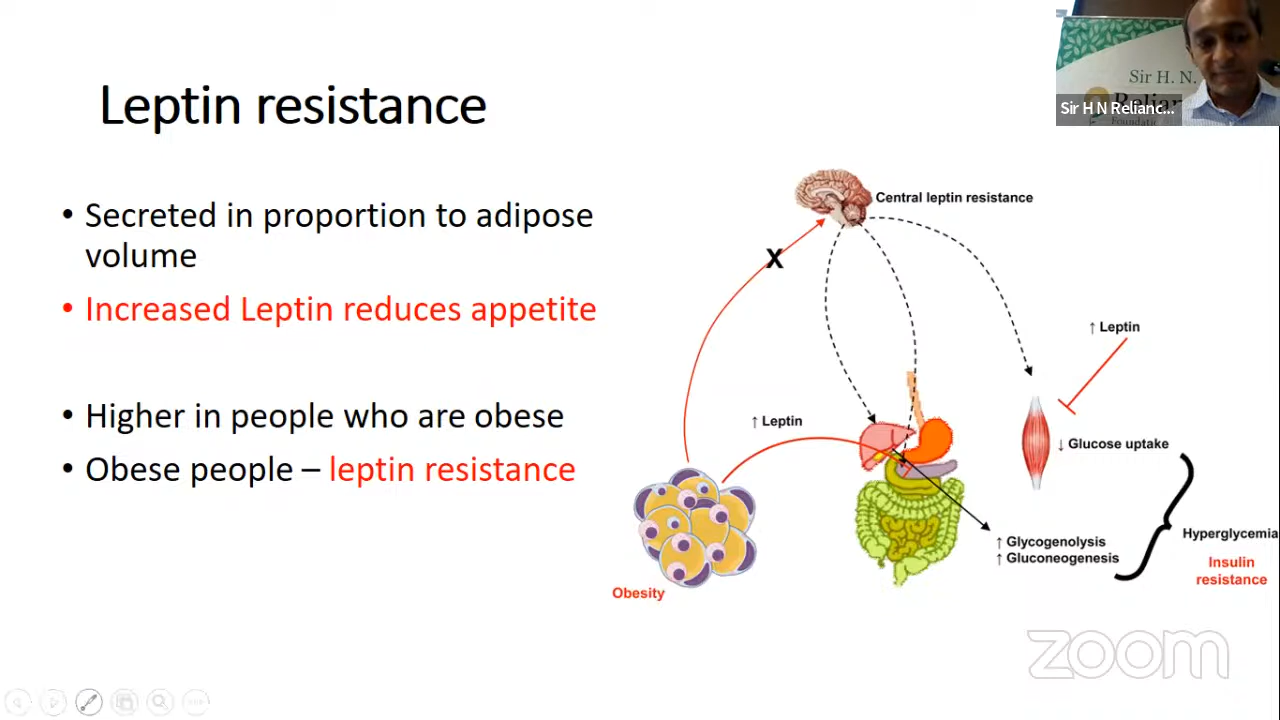 Leptin resistance
• Secreted in proportion to adipose
volume
• Increased Leptin reduces appetite
• Higher in people who are obese
• Obese people – leptin resistance
Central leptin resistance
X
↑ Leptin
↑ Leptin
↓ Glucose uptake
Obesity
↑ Glycogenolysis
↑ Gluconeogenesis
Hyperglycemia
Insulin
resistance
Sir H. N.
Sir H N Relianc...
zoom